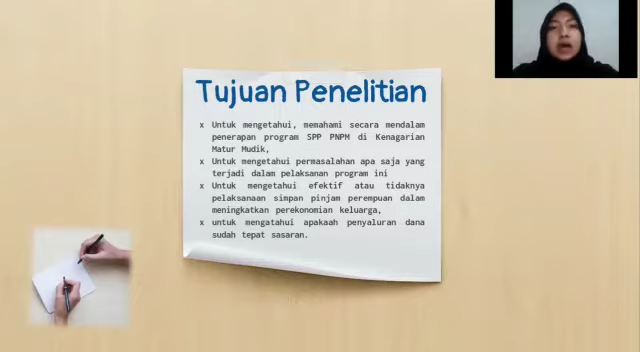 Tujuan Penelitian
x Untuk mengetahui, memahami secara mendalam
penerapan program SPP PNPM di Kenagarian
Matur Mudik,
x Untuk mengetahui permasalahan apa saja yang
terjadi dalam pelaksanan program ini
x Untuk mengetahui efektif atau tidaknya
pelaksanaan simpan pinjam perempuan dalam
meningkatkan perekonomian keluarga,
x untuk mengatahui apakaah penyaluran dana
sudah tepat sasaran.